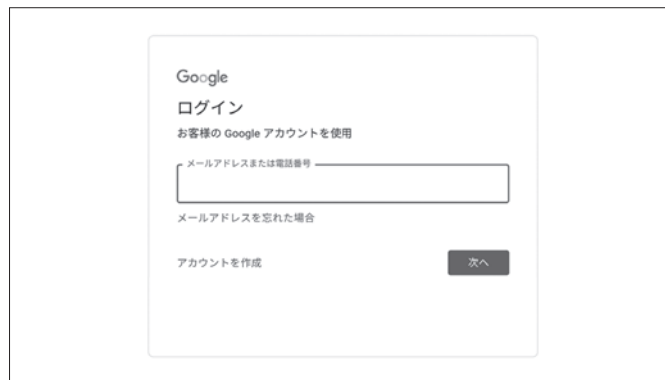 Google
ログイン
お客様の Google アカウントを使用
メールアドレスまたは電話番号
メールアドレスを忘れた場合
アカウントを作成
次へ